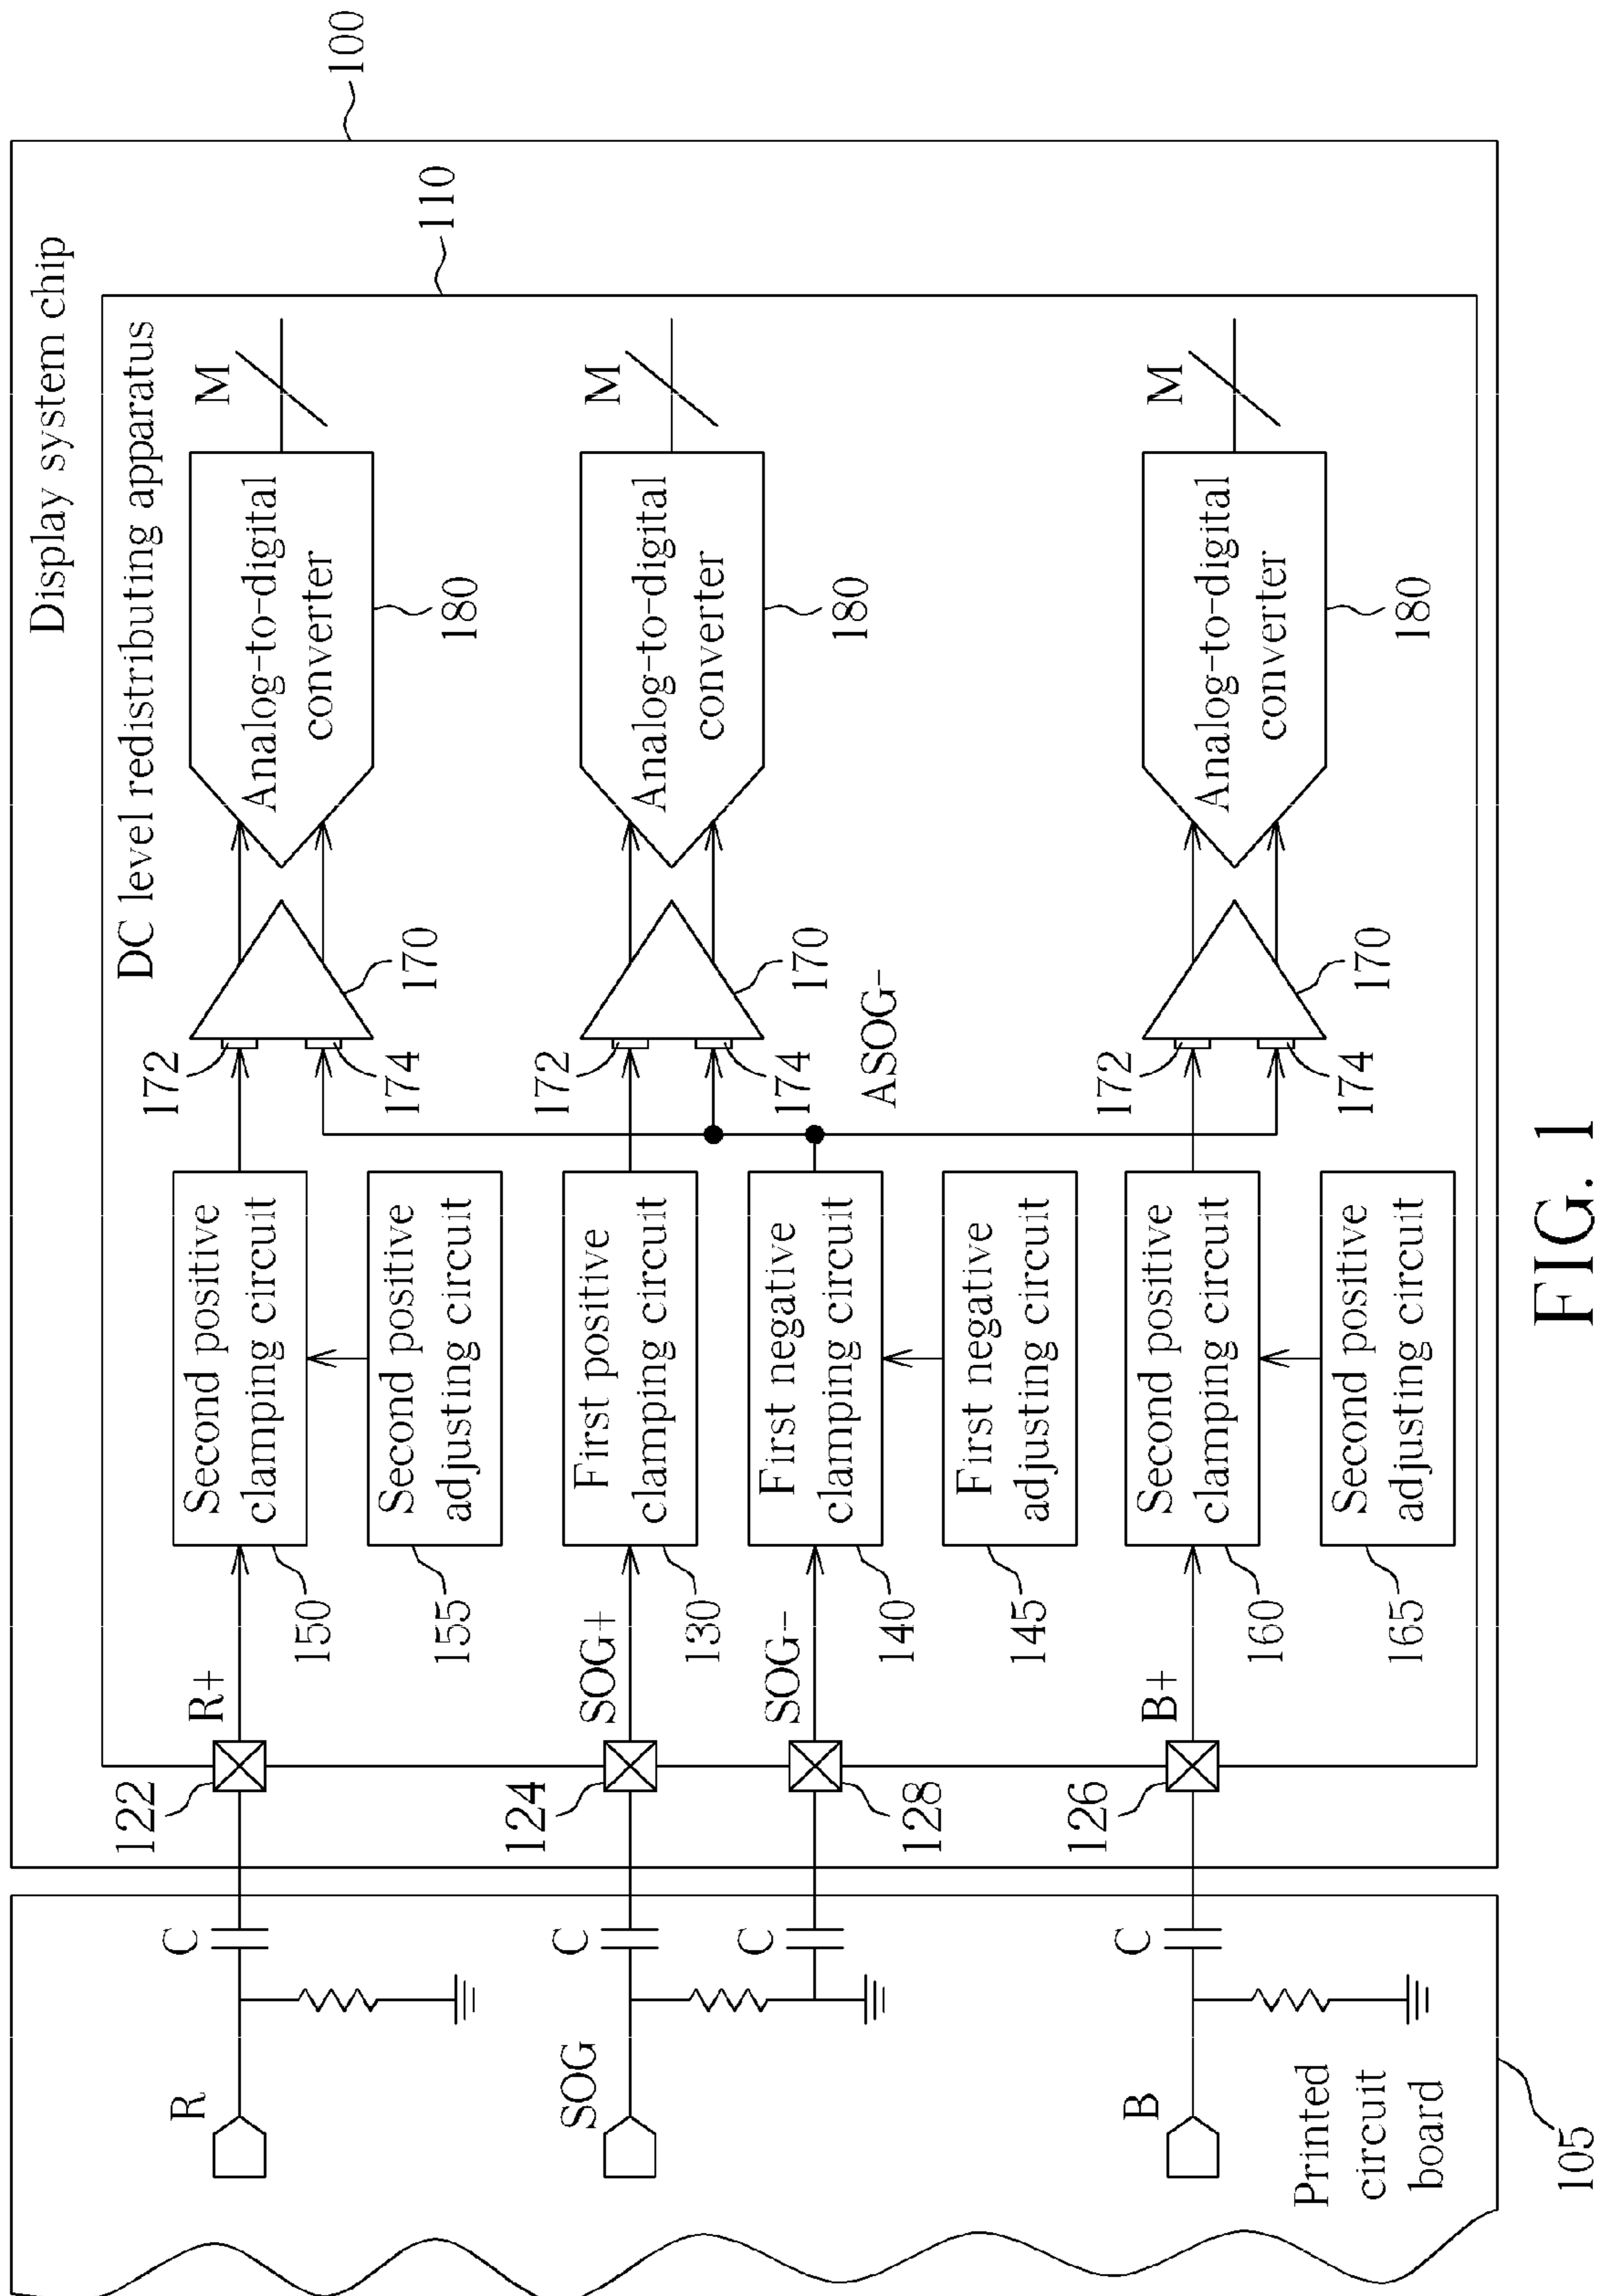 Display system chip
100
DC level redistributing apparatus
110
R
C
122
R+
Second positive
clamping circuit
150
Second positive
adjusting circuit
155
172
174
170
Analog-to-digital
converter
180
M
SOG
C
124
SOG+
First positive
clamping circuit
130
172
174
170
Analog-to-digital
converter
180
M
C
128
SOG-
First negative
clamping circuit
140
First negative
adjusting circuit
145
ASOG-
B
C
126
B+
Second positive
clamping circuit
160
Second positive
adjusting circuit
165
172
174
170
Analog-to-digital
converter
180
M
Printed
circuit
board
105
FIG. 1